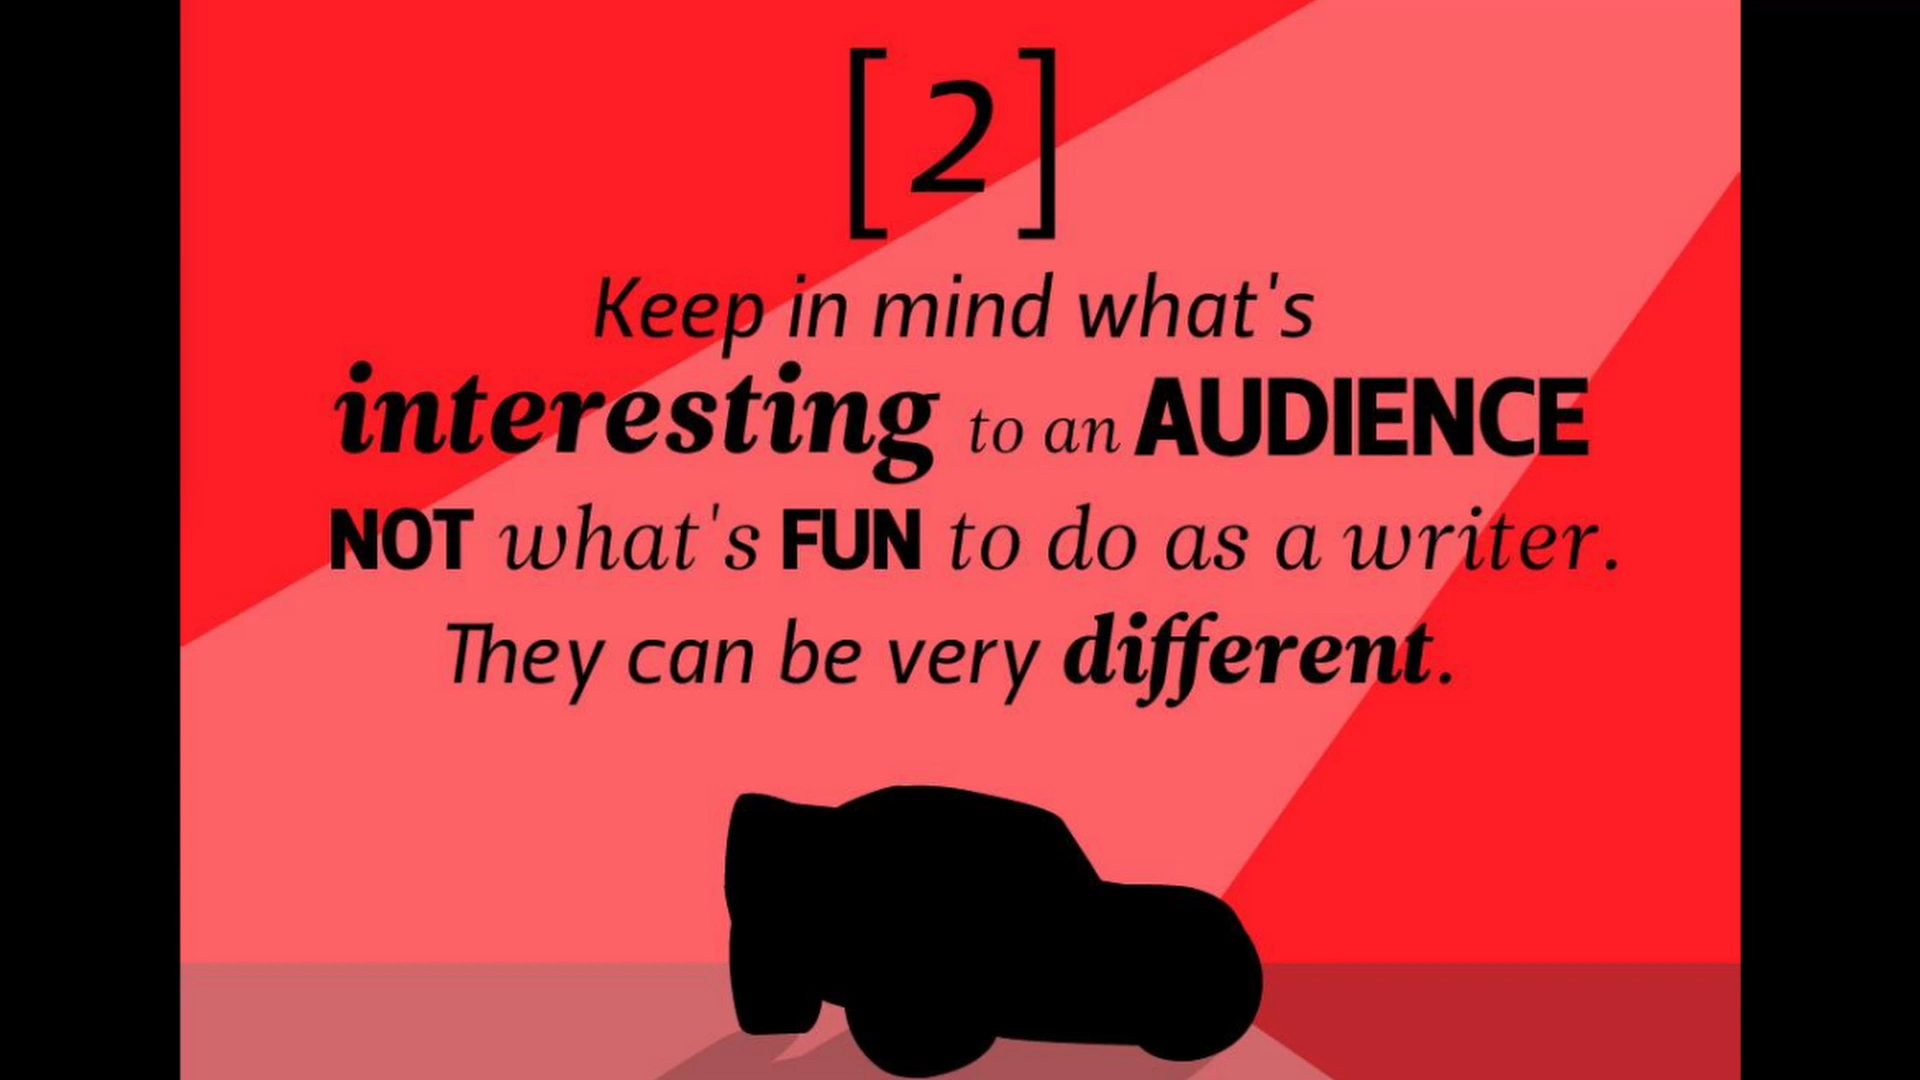 [2]
Keep in mind what's
interesting to an AUDIENCE
NOT what's FUN to do as a writer.
They can be very different.